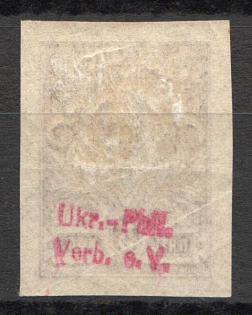 Ukr.-Phil.
Verb. e. V.